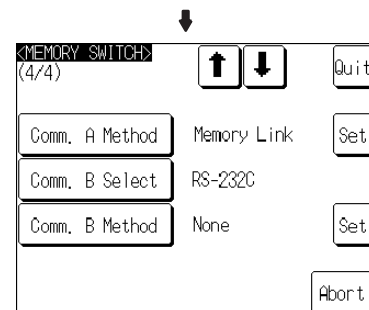 <MEMORY SWITCH>
(4/4)
Quit
Comm. A Method Memory Link Set
Comm. B Select RS-232C
Comm. B Method None Set
Abort